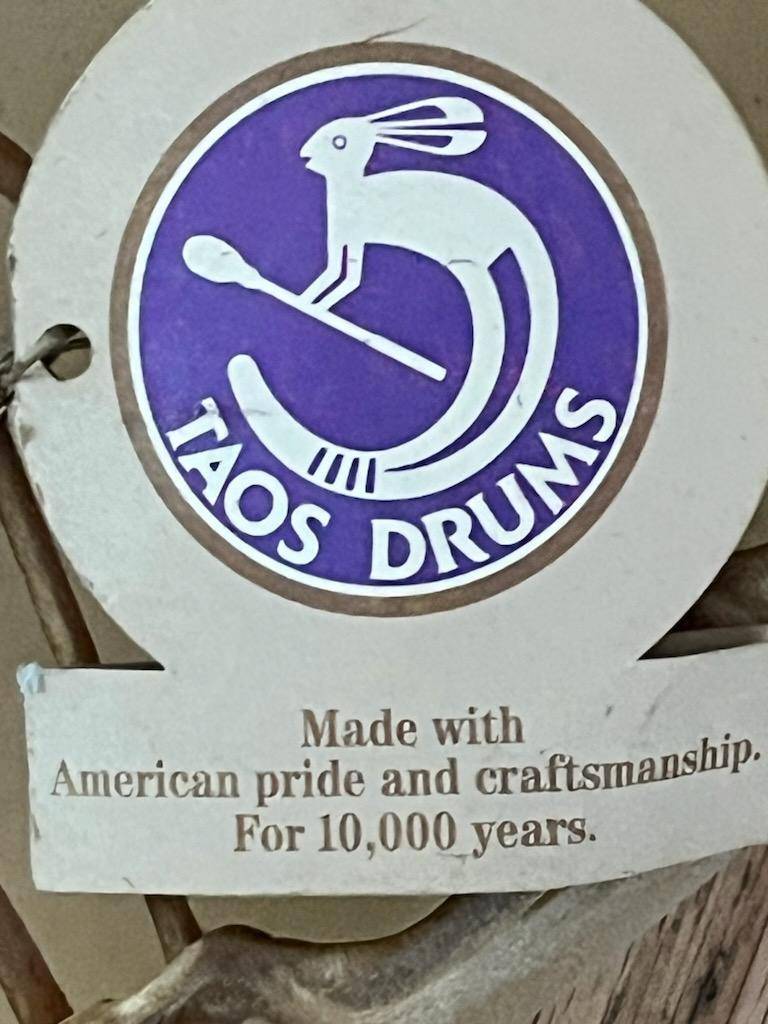 TAOS DRUMS
Made with
American pride and craftsmanship.
For 10,000 years.